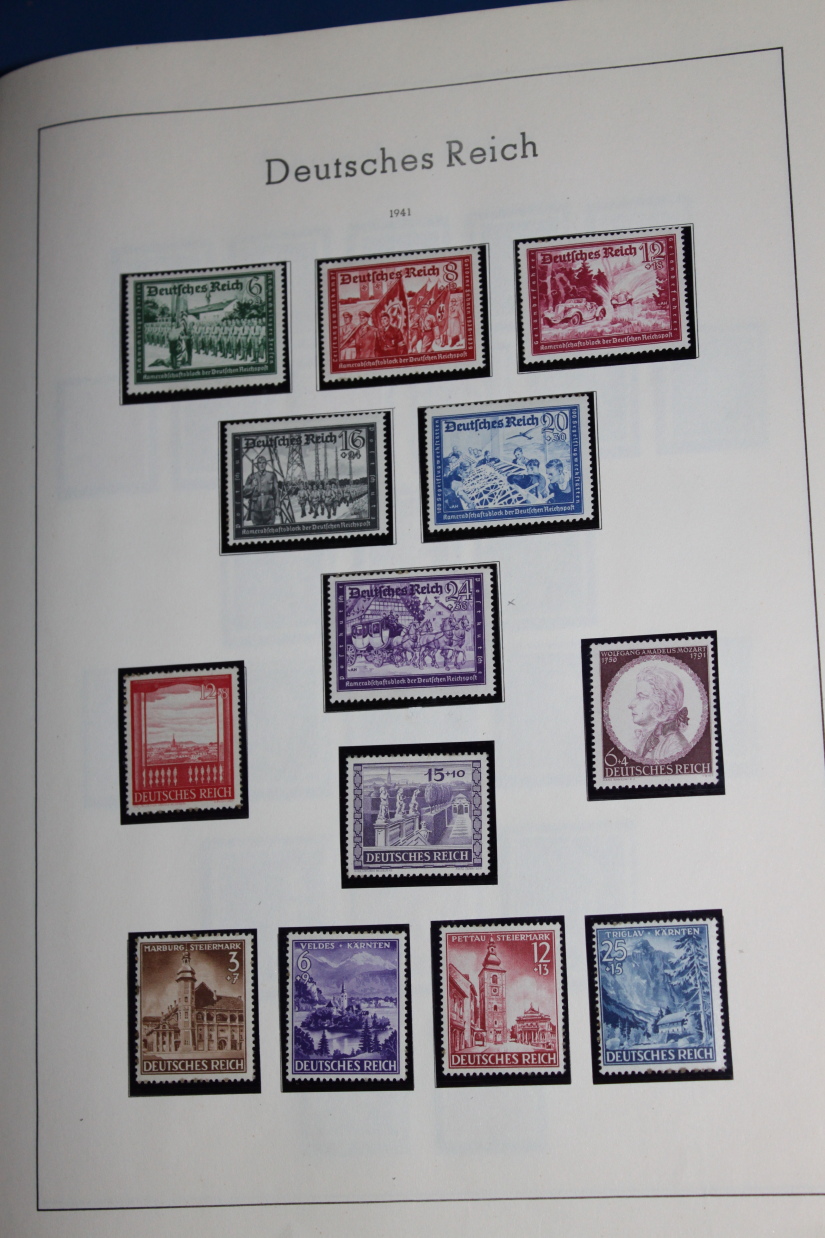 Deutsches Reich
1941
Deutsches Reich 6
Kameradschaftsblock der Deutschen Reichspost
Deutsches Reich 8
Kameradschaftsblock der Deutschen Reichspost
Deutsches Reich 12
Kameradschaftsblock der Deutschen Reichspost
Deutsches Reich 16
Kameradschaftsblock der Deutschen Reichspost
Deutsches Reich 20
+30
Kameradschaftsblock der Deutschen Reichspost
Deutsches Reich 24
Kameradschaftsblock der Deutschen Reichspost
12
DEUTSCHES REICH
WOLFGANG AMADEUS MOZART
1756 1791
6+4
DEUTSCHES REICH
15+10
DEUTSCHES REICH
MARBURG STEIERMARK
3
+7
DEUTSCHES REICH
VELDES · KÄRNTEN
6
+9
DEUTSCHES REICH
PETTAU STEIERMARK
12
+13
DEUTSCHES REICH
TRIGLAV · KÄRNTEN
25
+15
DEUTSCHES REICH